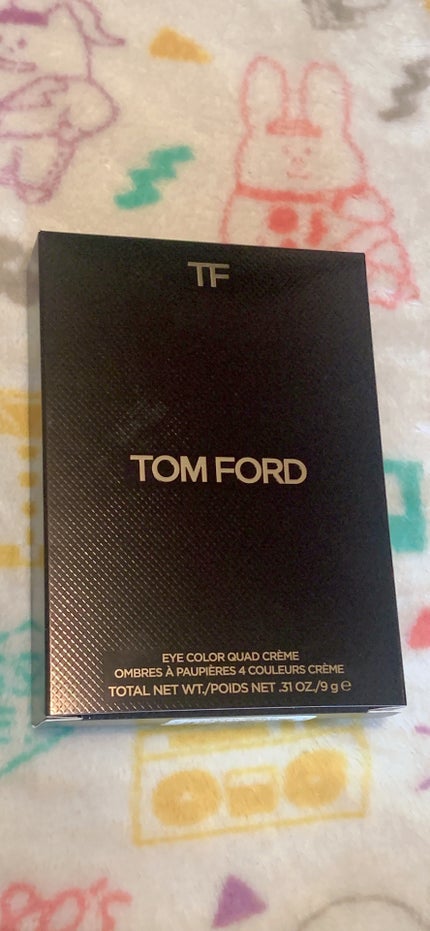 TF
TOM FORD
EYE COLOR QUAD CRÈME
OMBRES À PAUPIÈRES 4 COULEURS CRÈME
TOTAL NET WT./POIDS NET .31 OZ./9 g ℮
80's